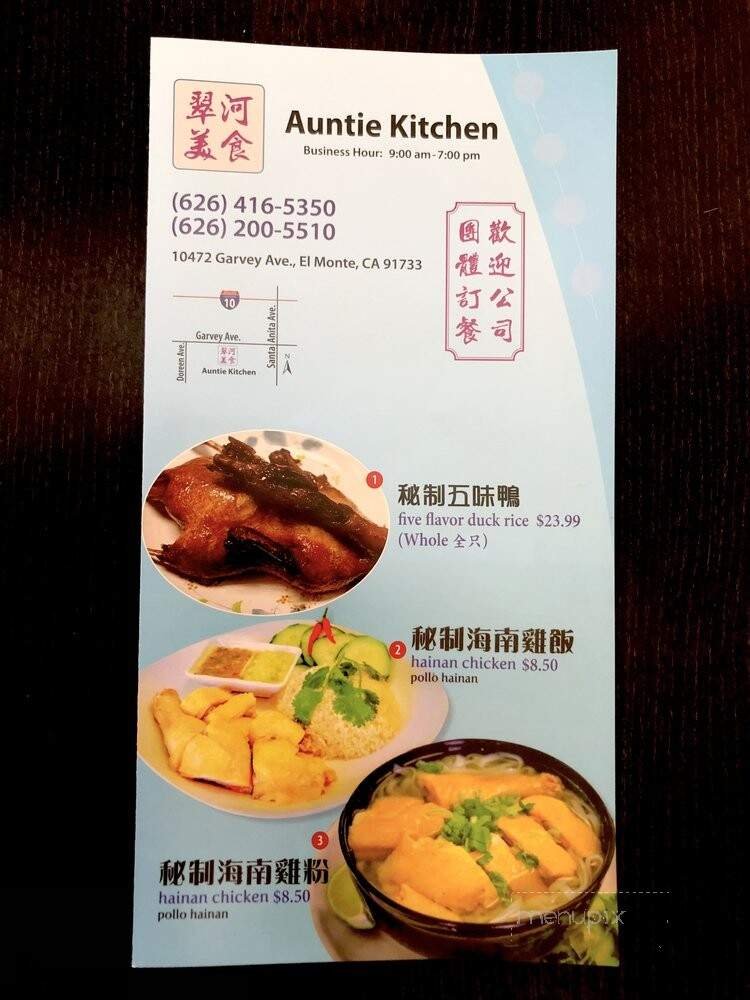 翠河
美食
Auntie Kitchen
Business Hour: 9:00 am-7:00 pm
(626) 416-5350
(626) 200-5510
10472 Garvey Ave., El Monte, CA 91733
歡迎公司
團體訂餐
10
Garvey Ave.
Doreen Ave.
Santa Anita Ave.
翠河
美食
Auntie Kitchen
N
1
秘制五味鴨
five flavor duck rice $23.99
(Whole 全只)
2
秘制海南雞飯
hainan chicken $8.50
pollo hainan
3
秘制海南雞粉
hainan chicken $8.50
pollo hainan
menupix